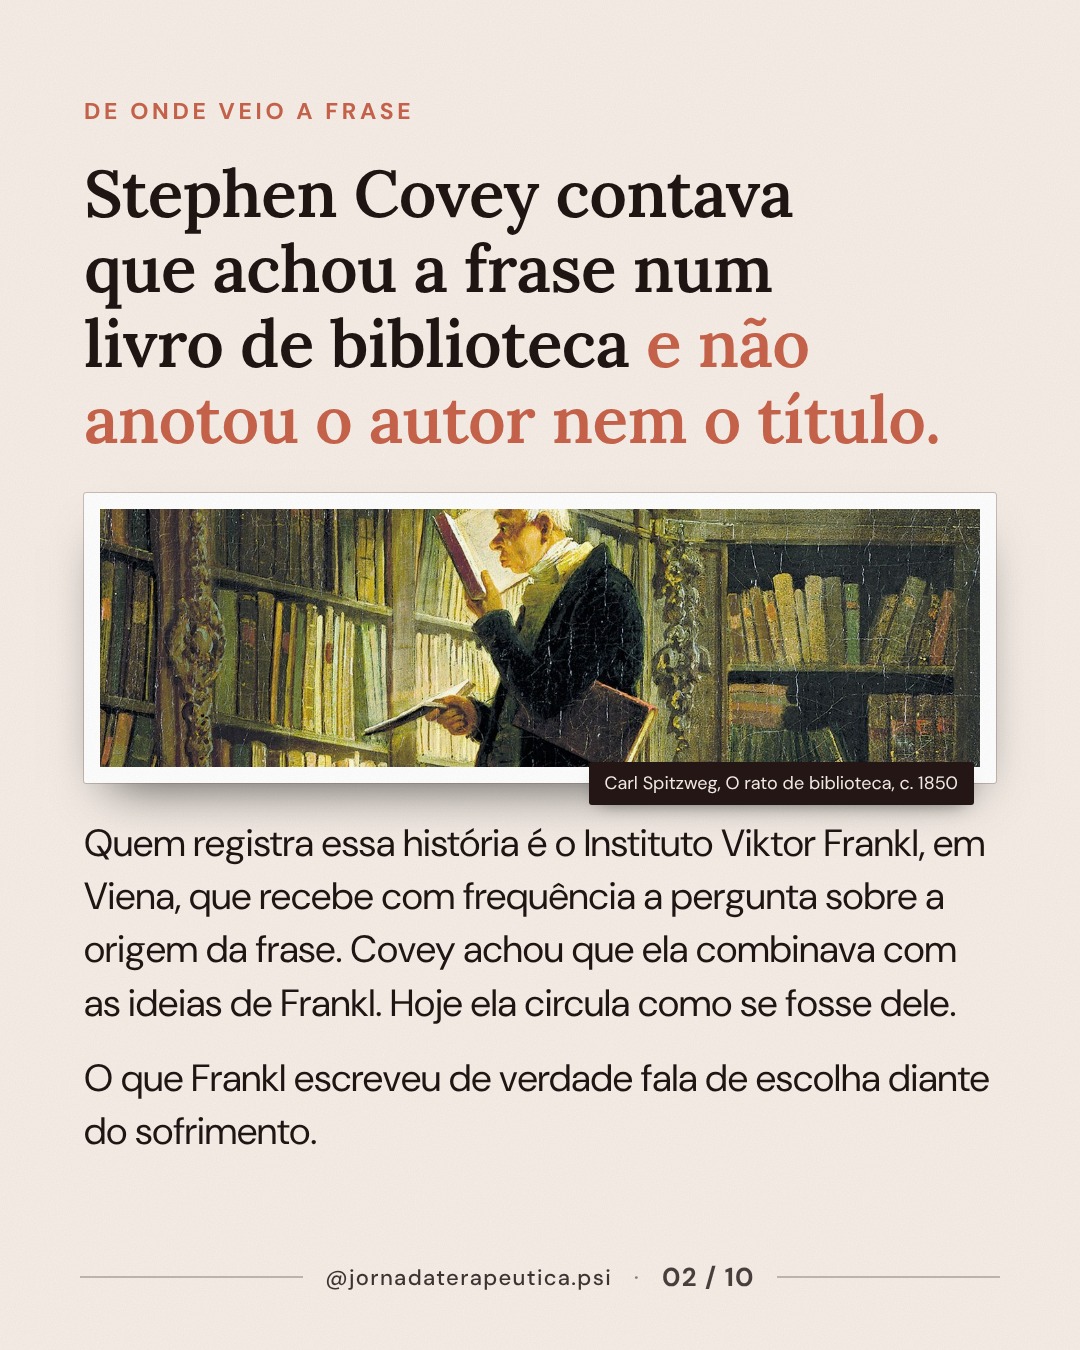 DE ONDE VEIO A FRASE
Stephen Covey contava
que achou a frase num
livro de biblioteca e não
anotou o autor nem o título.
Carl Spitzweg, O rato de biblioteca, c. 1850
Quem registra essa história é o Instituto Viktor Frankl, em
Viena, que recebe com frequência a pergunta sobre a
origem da frase. Covey achou que ela combinava com
as ideias de Frankl. Hoje ela circula como se fosse dele.
O que Frankl escreveu de verdade fala de escolha diante
do sofrimento.
@jornadaterapeutica.psi · 02 / 10